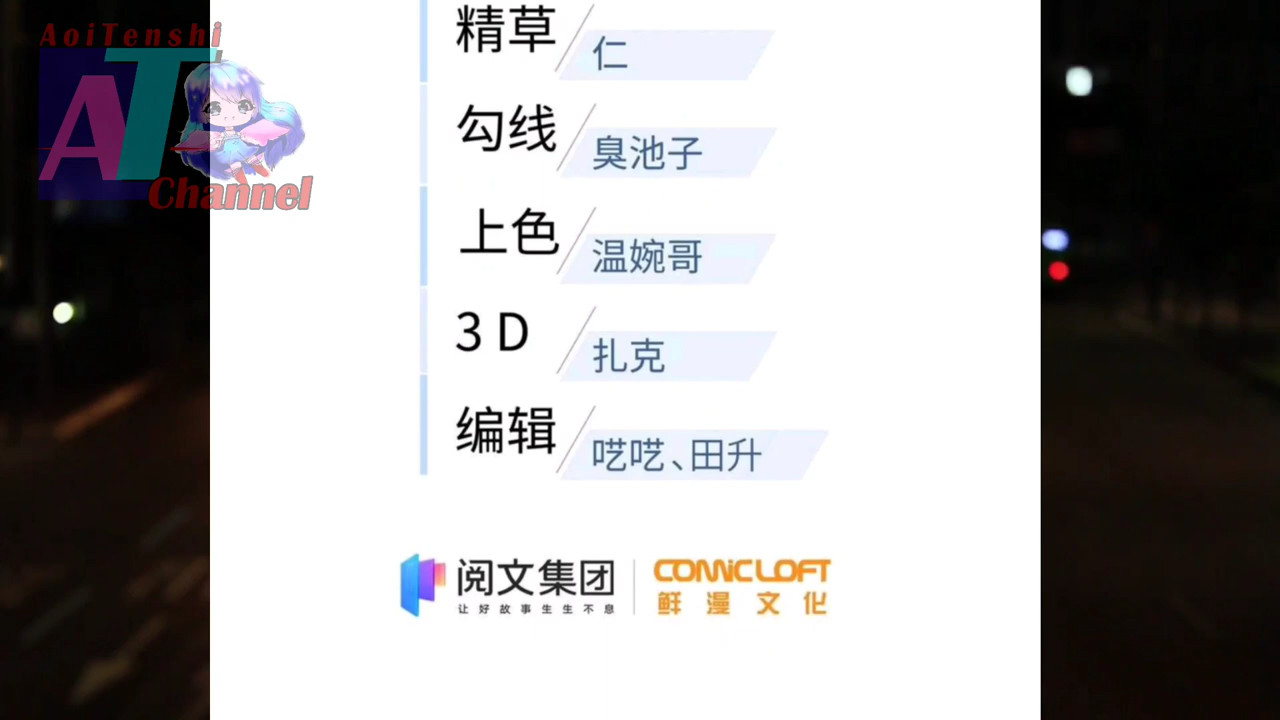 AoiTenshi
AT
Channel
精草
仁
勾线
臭池子
上色
温婉哥
3D
扎克
编辑
呓呓、田升
阅文集团
让好故事生生不息
COMiC LOFT
鲜漫文化